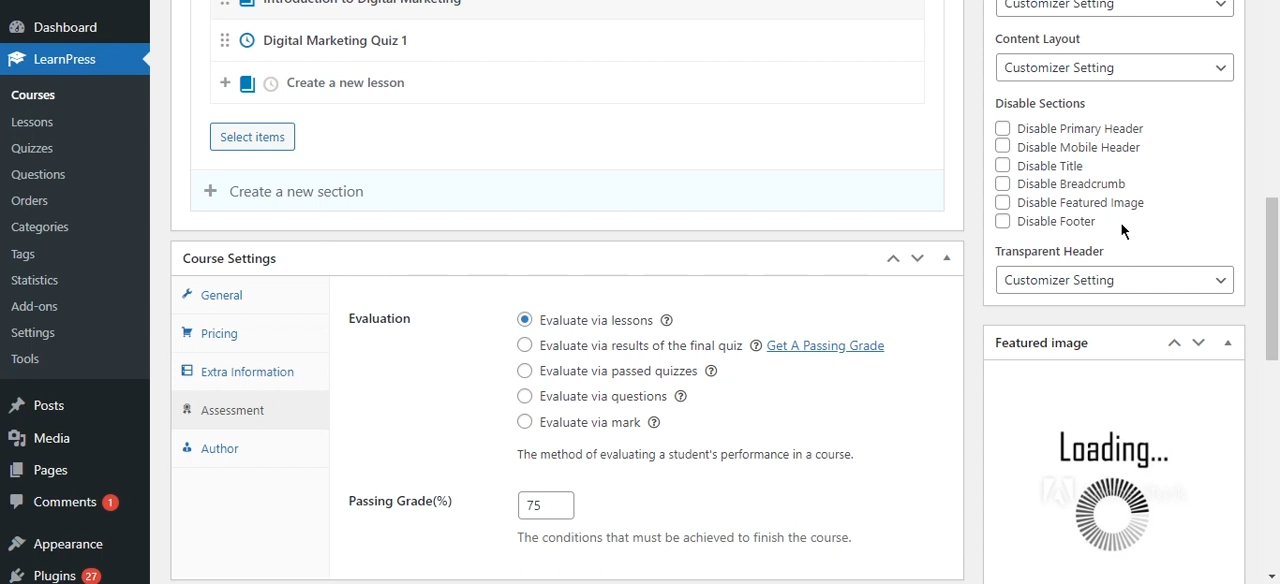 Dashboard
LearnPress
Courses
Lessons
Quizzes
Questions
Orders
Categories
Tags
Statistics
Add-ons
Settings
Tools
Posts
Media
Pages
Comments 1
Appearance
Plugins 27
Introduction to Digital Marketing
Digital Marketing Quiz 1
+ Create a new lesson
Select items
+ Create a new section
Course Settings
General
Pricing
Extra Information
Assessment
Author
Evaluation
Evaluate via lessons
Evaluate via results of the final quiz Get A Passing Grade
Evaluate via passed quizzes
Evaluate via questions
Evaluate via mark
The method of evaluating a student's performance in a course.
Passing Grade(%)
75
The conditions that must be achieved to finish the course.
Customizer Setting
Content Layout
Customizer Setting
Disable Sections
Disable Primary Header
Disable Mobile Header
Disable Title
Disable Breadcrumb
Disable Featured Image
Disable Footer
Transparent Header
Customizer Setting
Featured image
Loading...